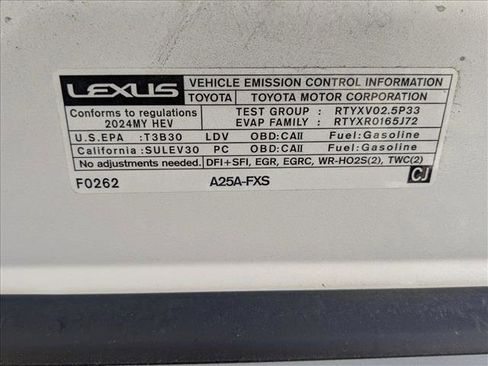 LEXUS VEHICLE EMISSION CONTROL INFORMATION
TOYOTA TOYOTA MOTOR CORPORATION
Conforms to regulations TEST GROUP : RTYXV02.5P33
2024MY HEV EVAP FAMILY : RTYXR0165J72
U.S.EPA : T3B30 LDV OBD:CAII Fuel:Gasoline
California : SULEV30 PC OBD:CAII Fuel:Gasoline
No adjustments needed. DFI+SFI, EGR, EGRC, WR-HO2S(2), TWC(2)
F0262 A25A-FXS CJ